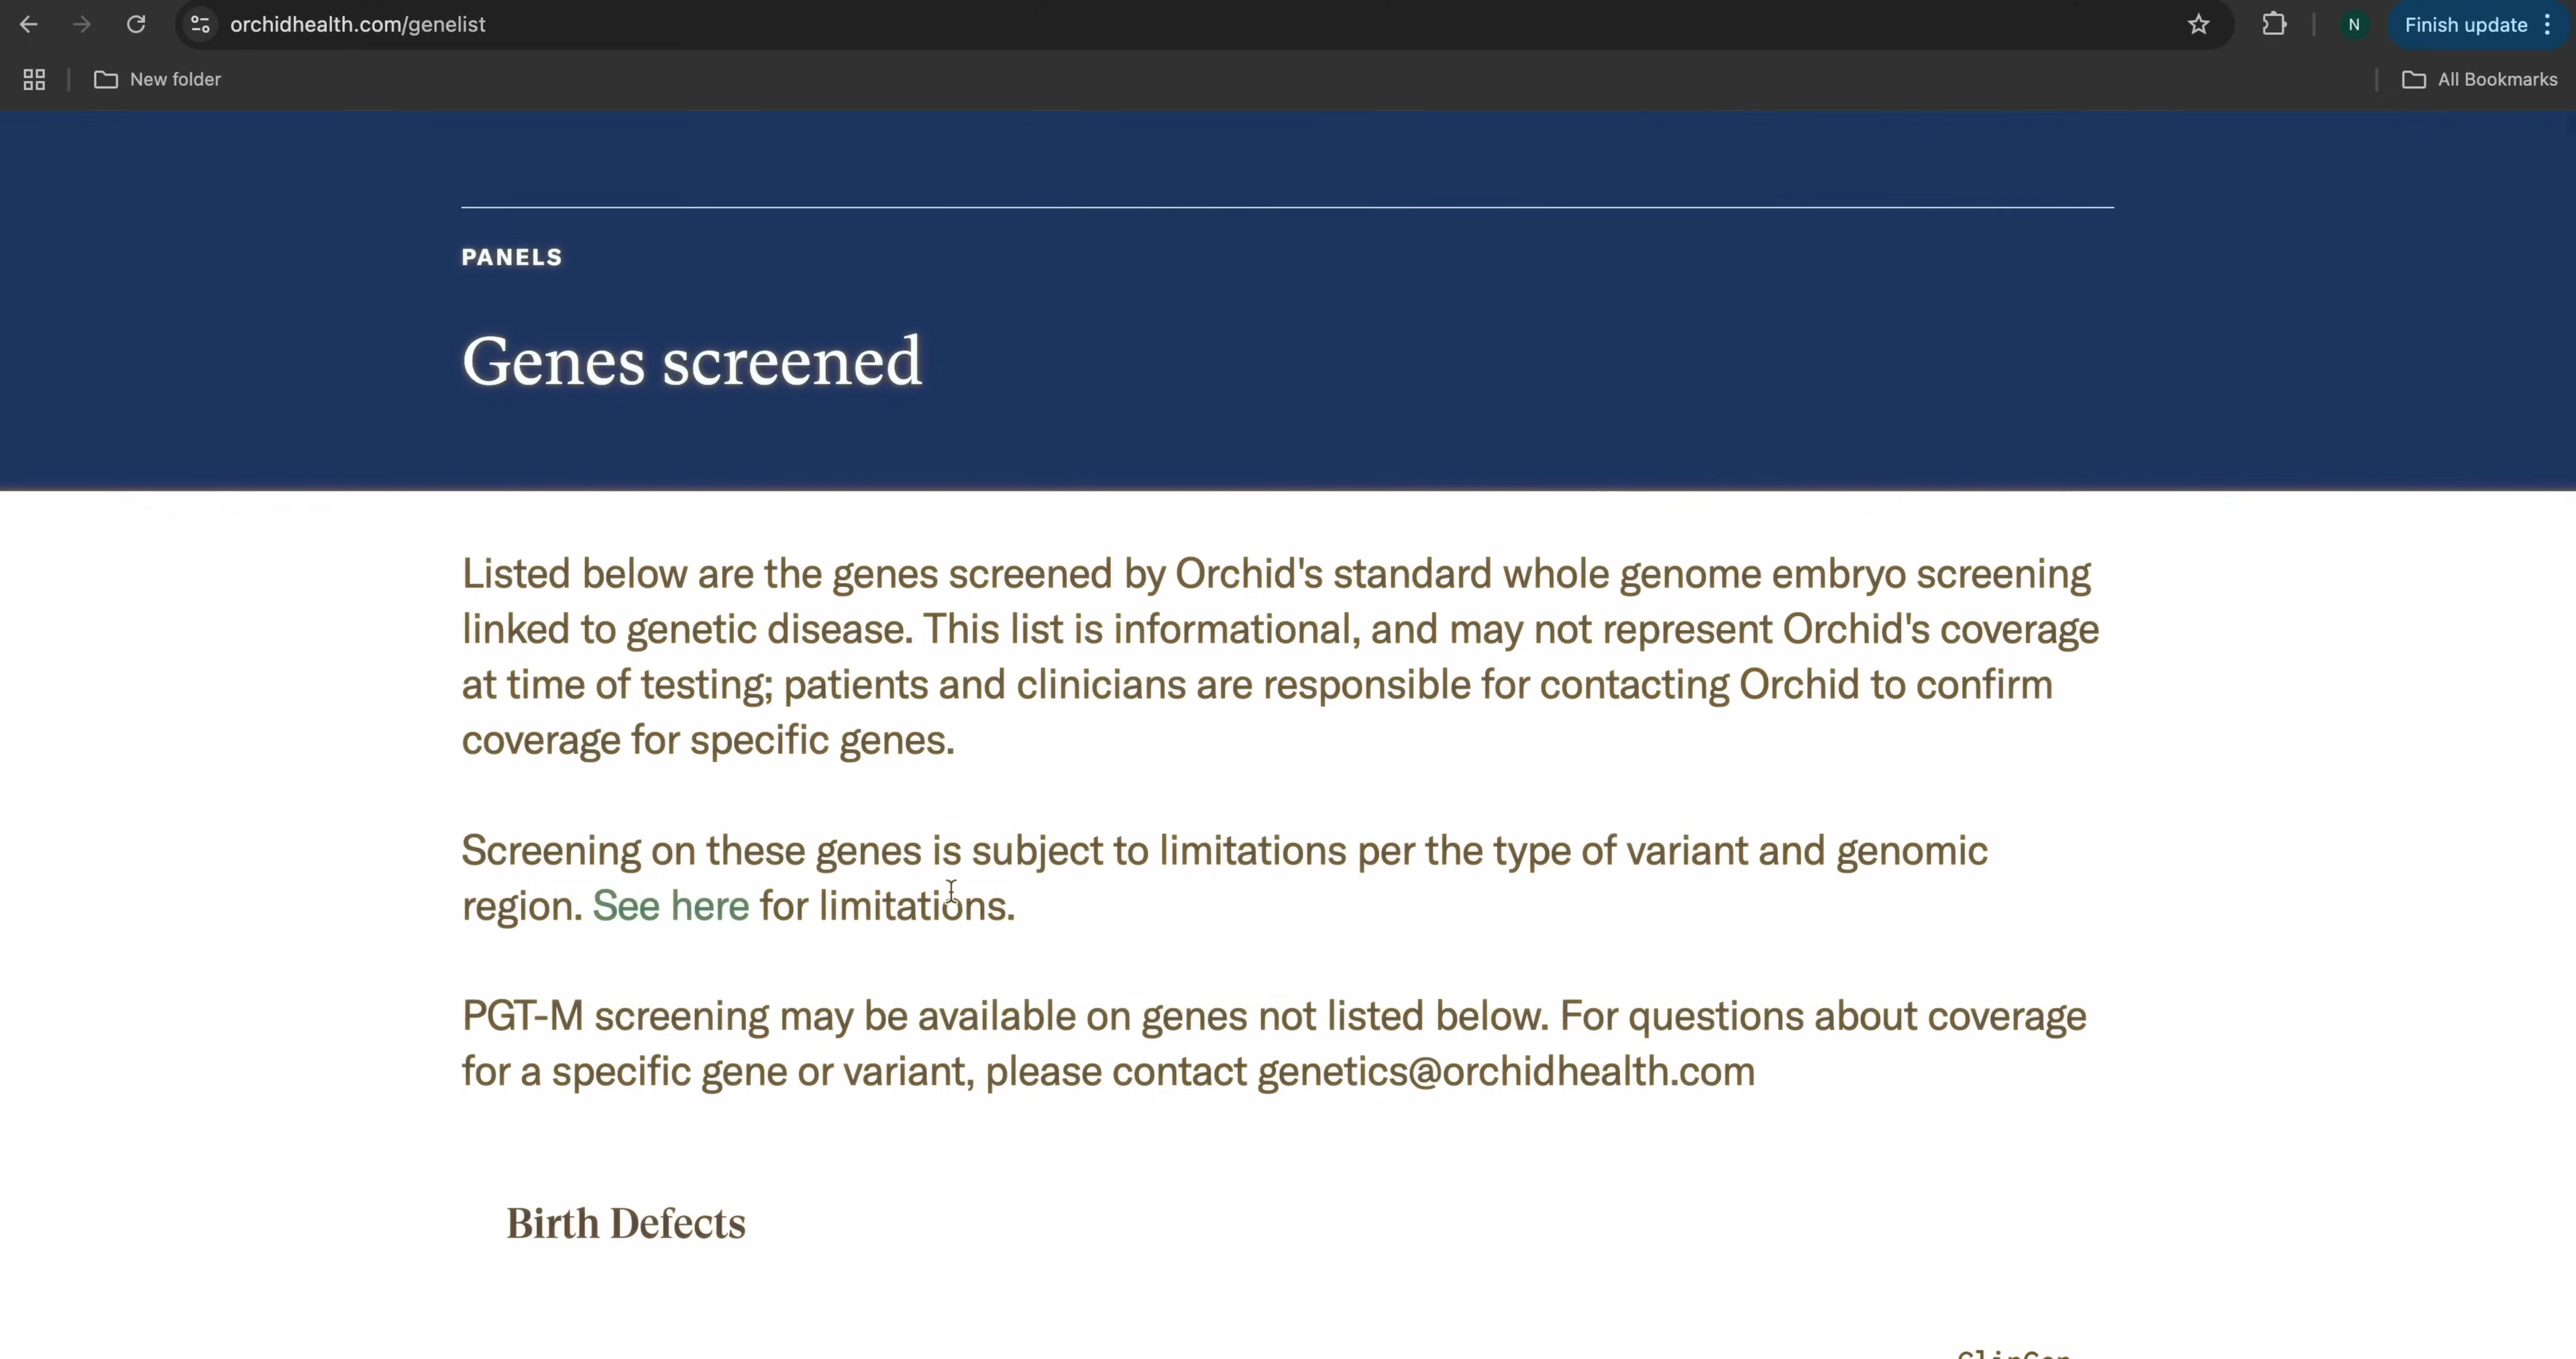 orchidhealth.com/genelist
N
Finish update
New folder
All Bookmarks
PANELS
Genes screened
Listed below are the genes screened by Orchid's standard whole genome embryo screening
linked to genetic disease. This list is informational, and may not represent Orchid's coverage
at time of testing; patients and clinicians are responsible for contacting Orchid to confirm
coverage for specific genes.
Screening on these genes is subject to limitations per the type of variant and genomic
region. See here for limitations.
PGT-M screening may be available on genes not listed below. For questions about coverage
for a specific gene or variant, please contact genetics@orchidhealth.com
Birth Defects